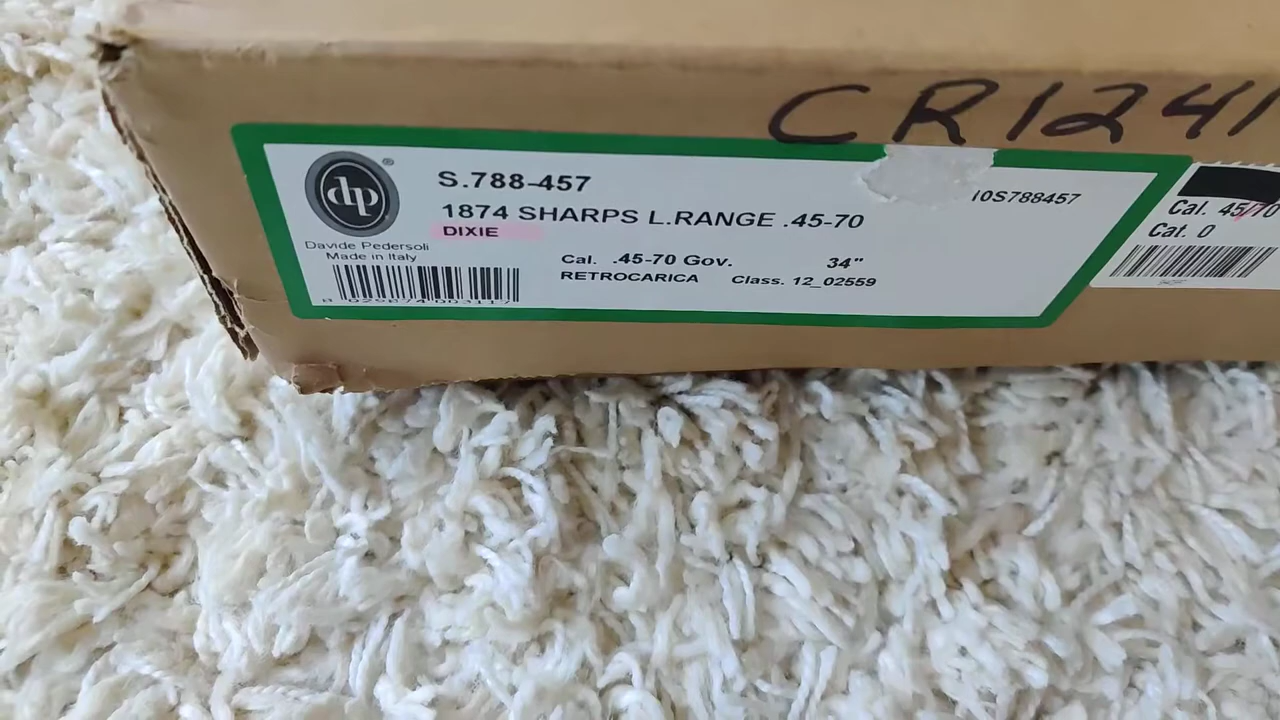 CR1241
dp®
Davide Pedersoli
Made in Italy
S.788-457
1874 SHARPS L.RANGE .45-70
DIXIE
Cal. .45-70 Gov. 34"
RETROCARICA Class. 12_02559
10S788457
Cal. 45/70
Cat. 0